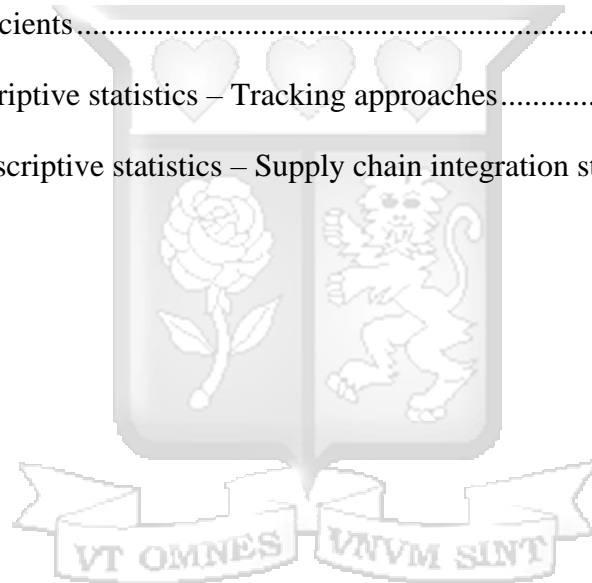 cients......................................................................
riptive statistics – Tracking approaches................
scriptive statistics – Supply chain integration st
VT OMNES VNVM SINT